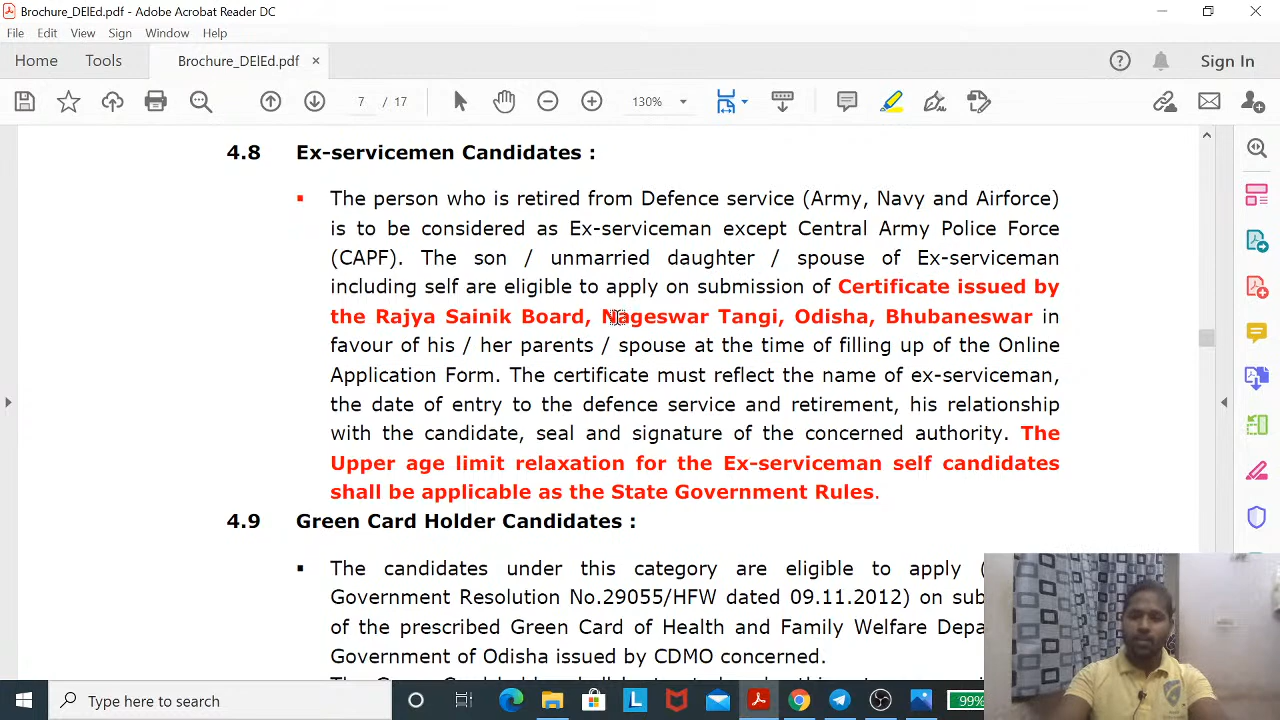 Brochure_DElEd.pdf - Adobe Acrobat Reader DC
File Edit View Sign Window Help
Home Tools Brochure_DElEd.pdf × Sign In
7 / 17 130%
4.8 Ex-servicemen Candidates :
▪ The person who is retired from Defence service (Army, Navy and Airforce)
is to be considered as Ex-serviceman except Central Army Police Force
(CAPF). The son / unmarried daughter / spouse of Ex-serviceman
including self are eligible to apply on submission of Certificate issued by
the Rajya Sainik Board, Nageswar Tangi, Odisha, Bhubaneswar in
favour of his / her parents / spouse at the time of filling up of the Online
Application Form. The certificate must reflect the name of ex-serviceman,
the date of entry to the defence service and retirement, his relationship
with the candidate, seal and signature of the concerned authority. The
Upper age limit relaxation for the Ex-serviceman self candidates
shall be applicable as the State Government Rules.
4.9 Green Card Holder Candidates :
▪ The candidates under this category are eligible to apply (
Government Resolution No.29055/HFW dated 09.11.2012) on sub
of the prescribed Green Card of Health and Family Welfare Depa
Government of Odisha issued by CDMO concerned.
Type here to search
99%